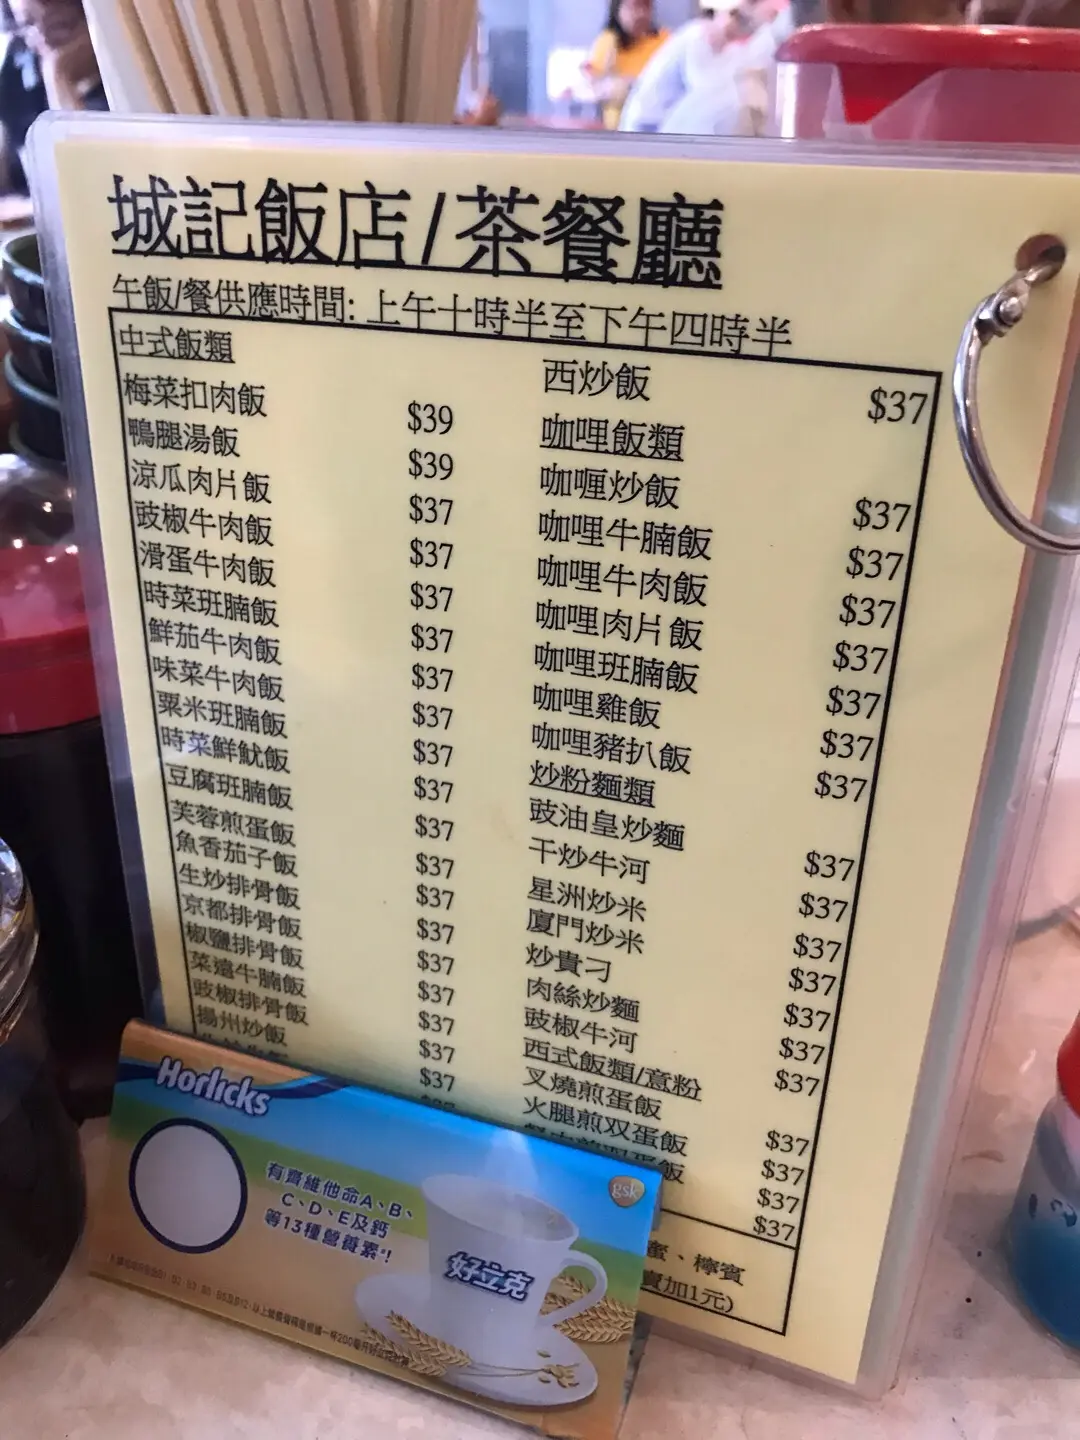 城記飯店/茶餐廳
午飯/餐供應時間: 上午十時半至下午四時半
中式飯類
梅菜扣肉飯 $39
鴨腿湯飯 $39
涼瓜肉片飯 $37
豉椒牛肉飯 $37
滑蛋牛肉飯 $37
時菜班腩飯 $37
鮮茄牛肉飯 $37
味菜牛肉飯 $37
粟米班腩飯 $37
時菜鮮魷飯 $37
豆腐班腩飯 $37
芙蓉煎蛋飯 $37
魚香茄子飯 $37
生炒排骨飯 $37
京都排骨飯 $37
椒鹽排骨飯 $37
菜遠牛腩飯 $37
豉椒排骨飯 $37
揚州炒飯 $37
西炒飯 $37
咖哩飯類
咖喱炒飯 $37
咖哩牛腩飯 $37
咖哩牛肉飯 $37
咖哩肉片飯 $37
咖哩班腩飯 $37
咖哩雞飯 $37
咖哩豬扒飯 $37
炒粉麵類
豉油皇炒麵 $37
干炒牛河 $37
星洲炒米 $37
廈門炒米 $37
炒貴刁 $37
肉絲炒麵 $37
豉椒牛河 $37
西式飯類/意粉
叉燒煎蛋飯 $37
火腿煎双蛋飯 $37
蛋飯 $37
$37
蜜、檸賓
賣加1元)
Horlicks
有齊維他命A、B、
C、D、E及鈣
等13種營養素*!
gsk
好立克